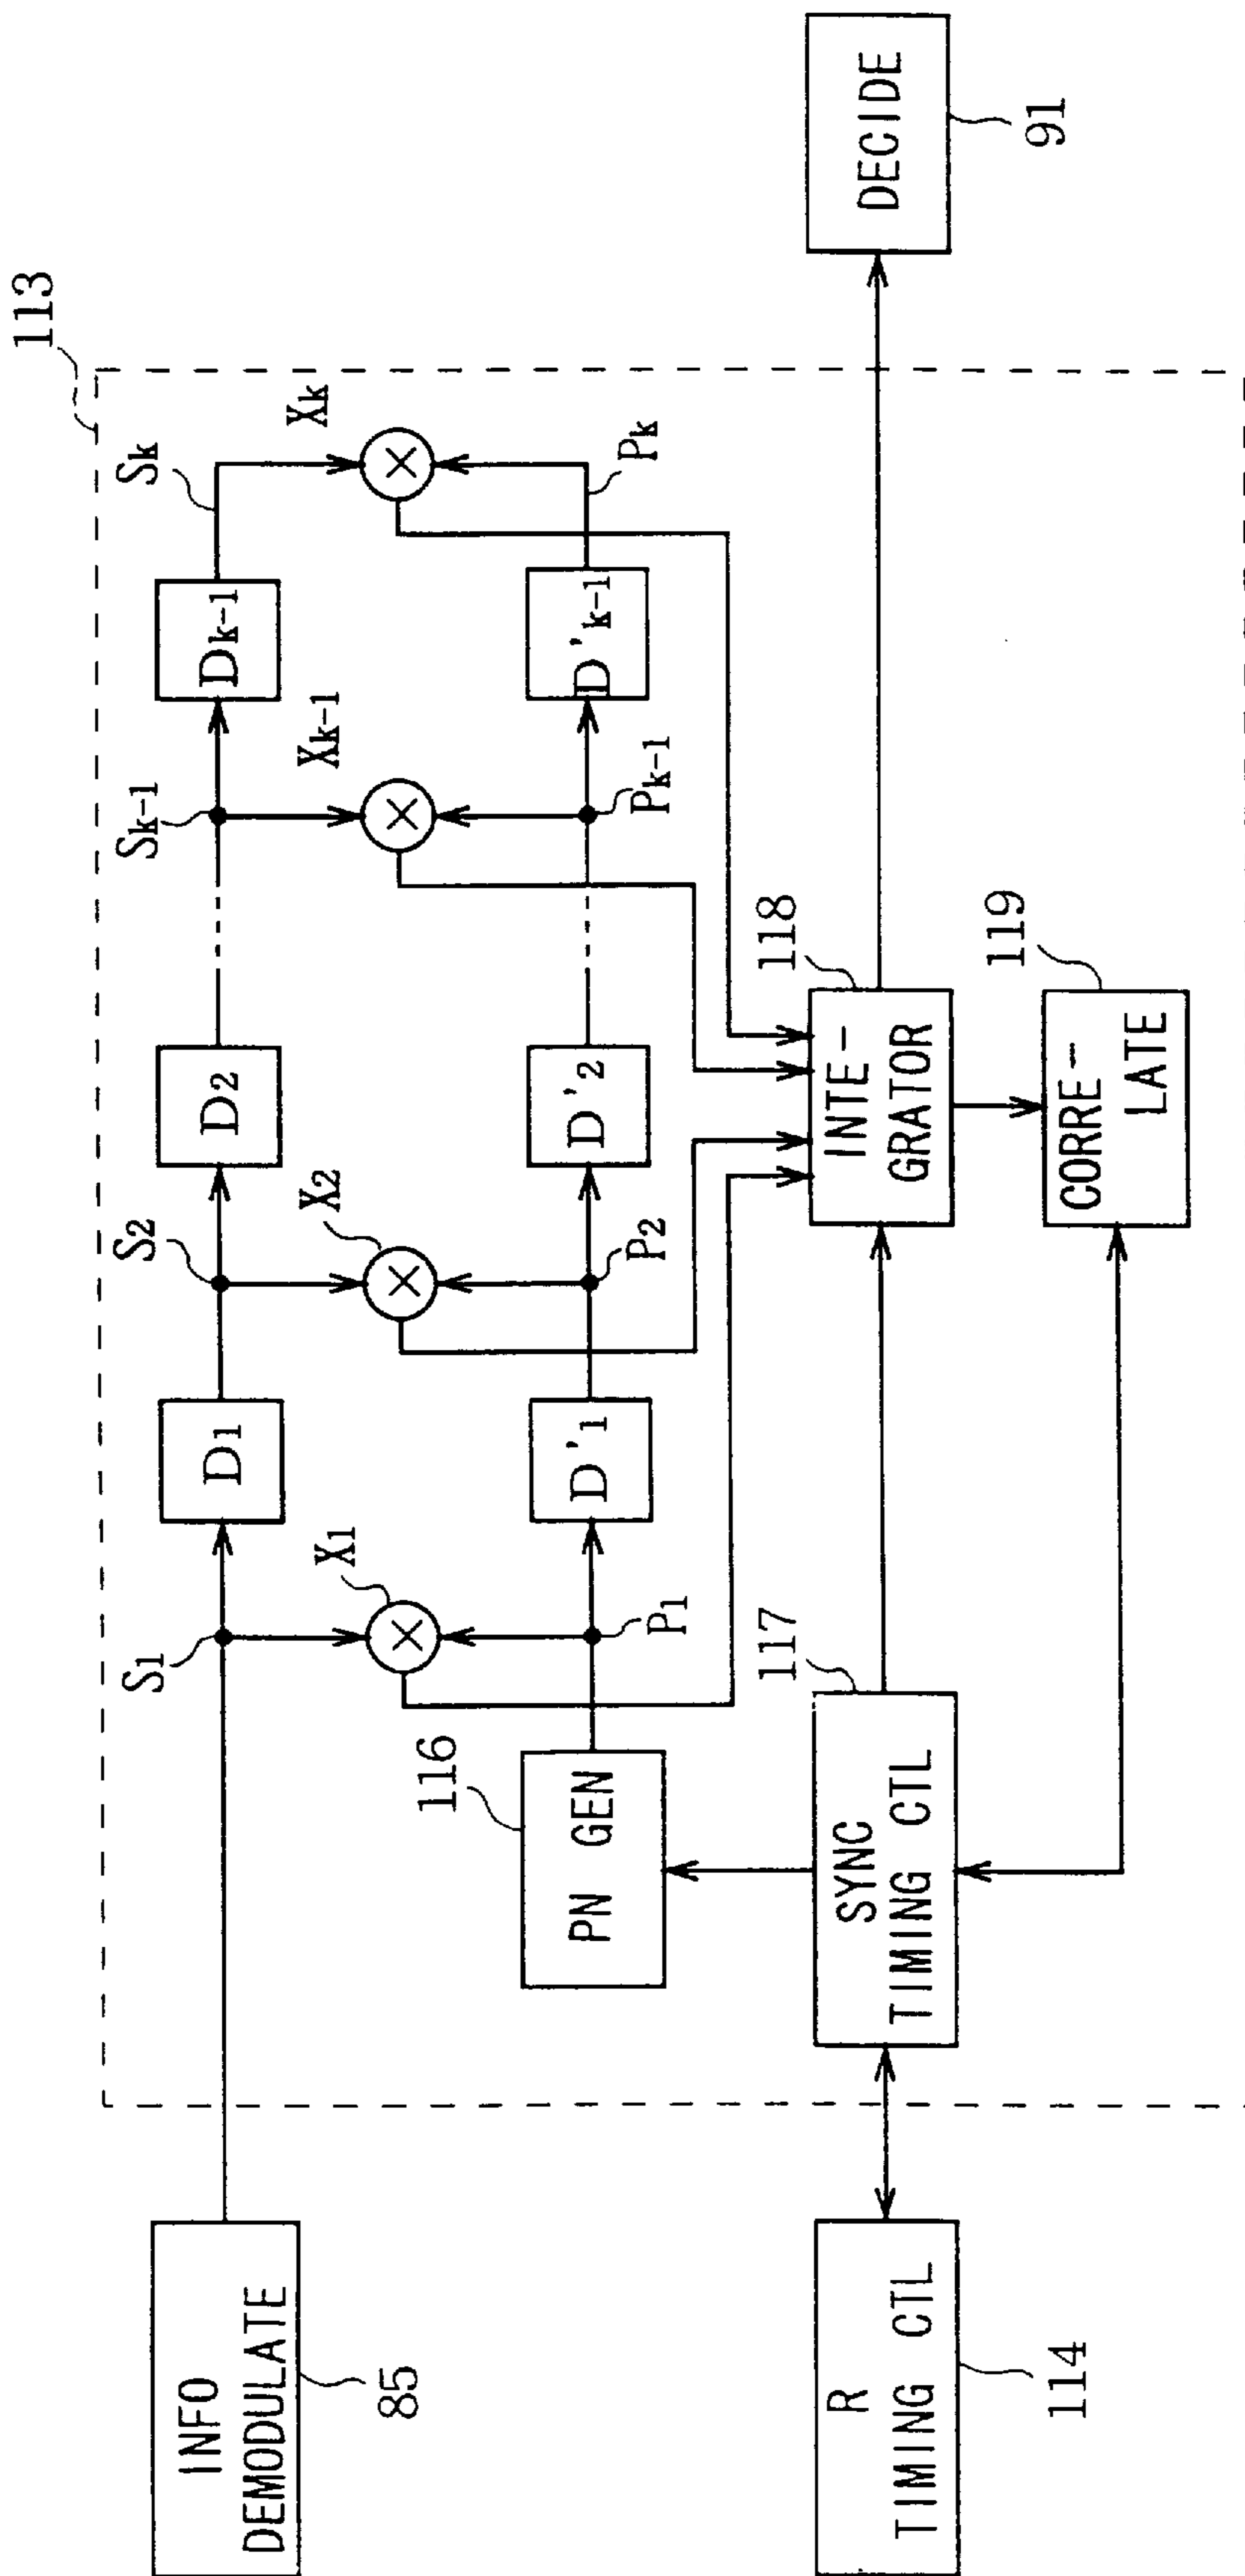 113
INFO
DEMODULATE
85
S1
D1
S2
D2
Sk-1
Dk-1
Sk
X1
X2
Xk-1
Xk
116
PN GEN
P1
D'1
P2
D'2
Pk-1
D'k-1
Pk
R
TIMING CTL
114
SYNC
TIMING CTL
117
INTE-
GRATOR
118
CORRE-
LATE
119
DECIDE
91